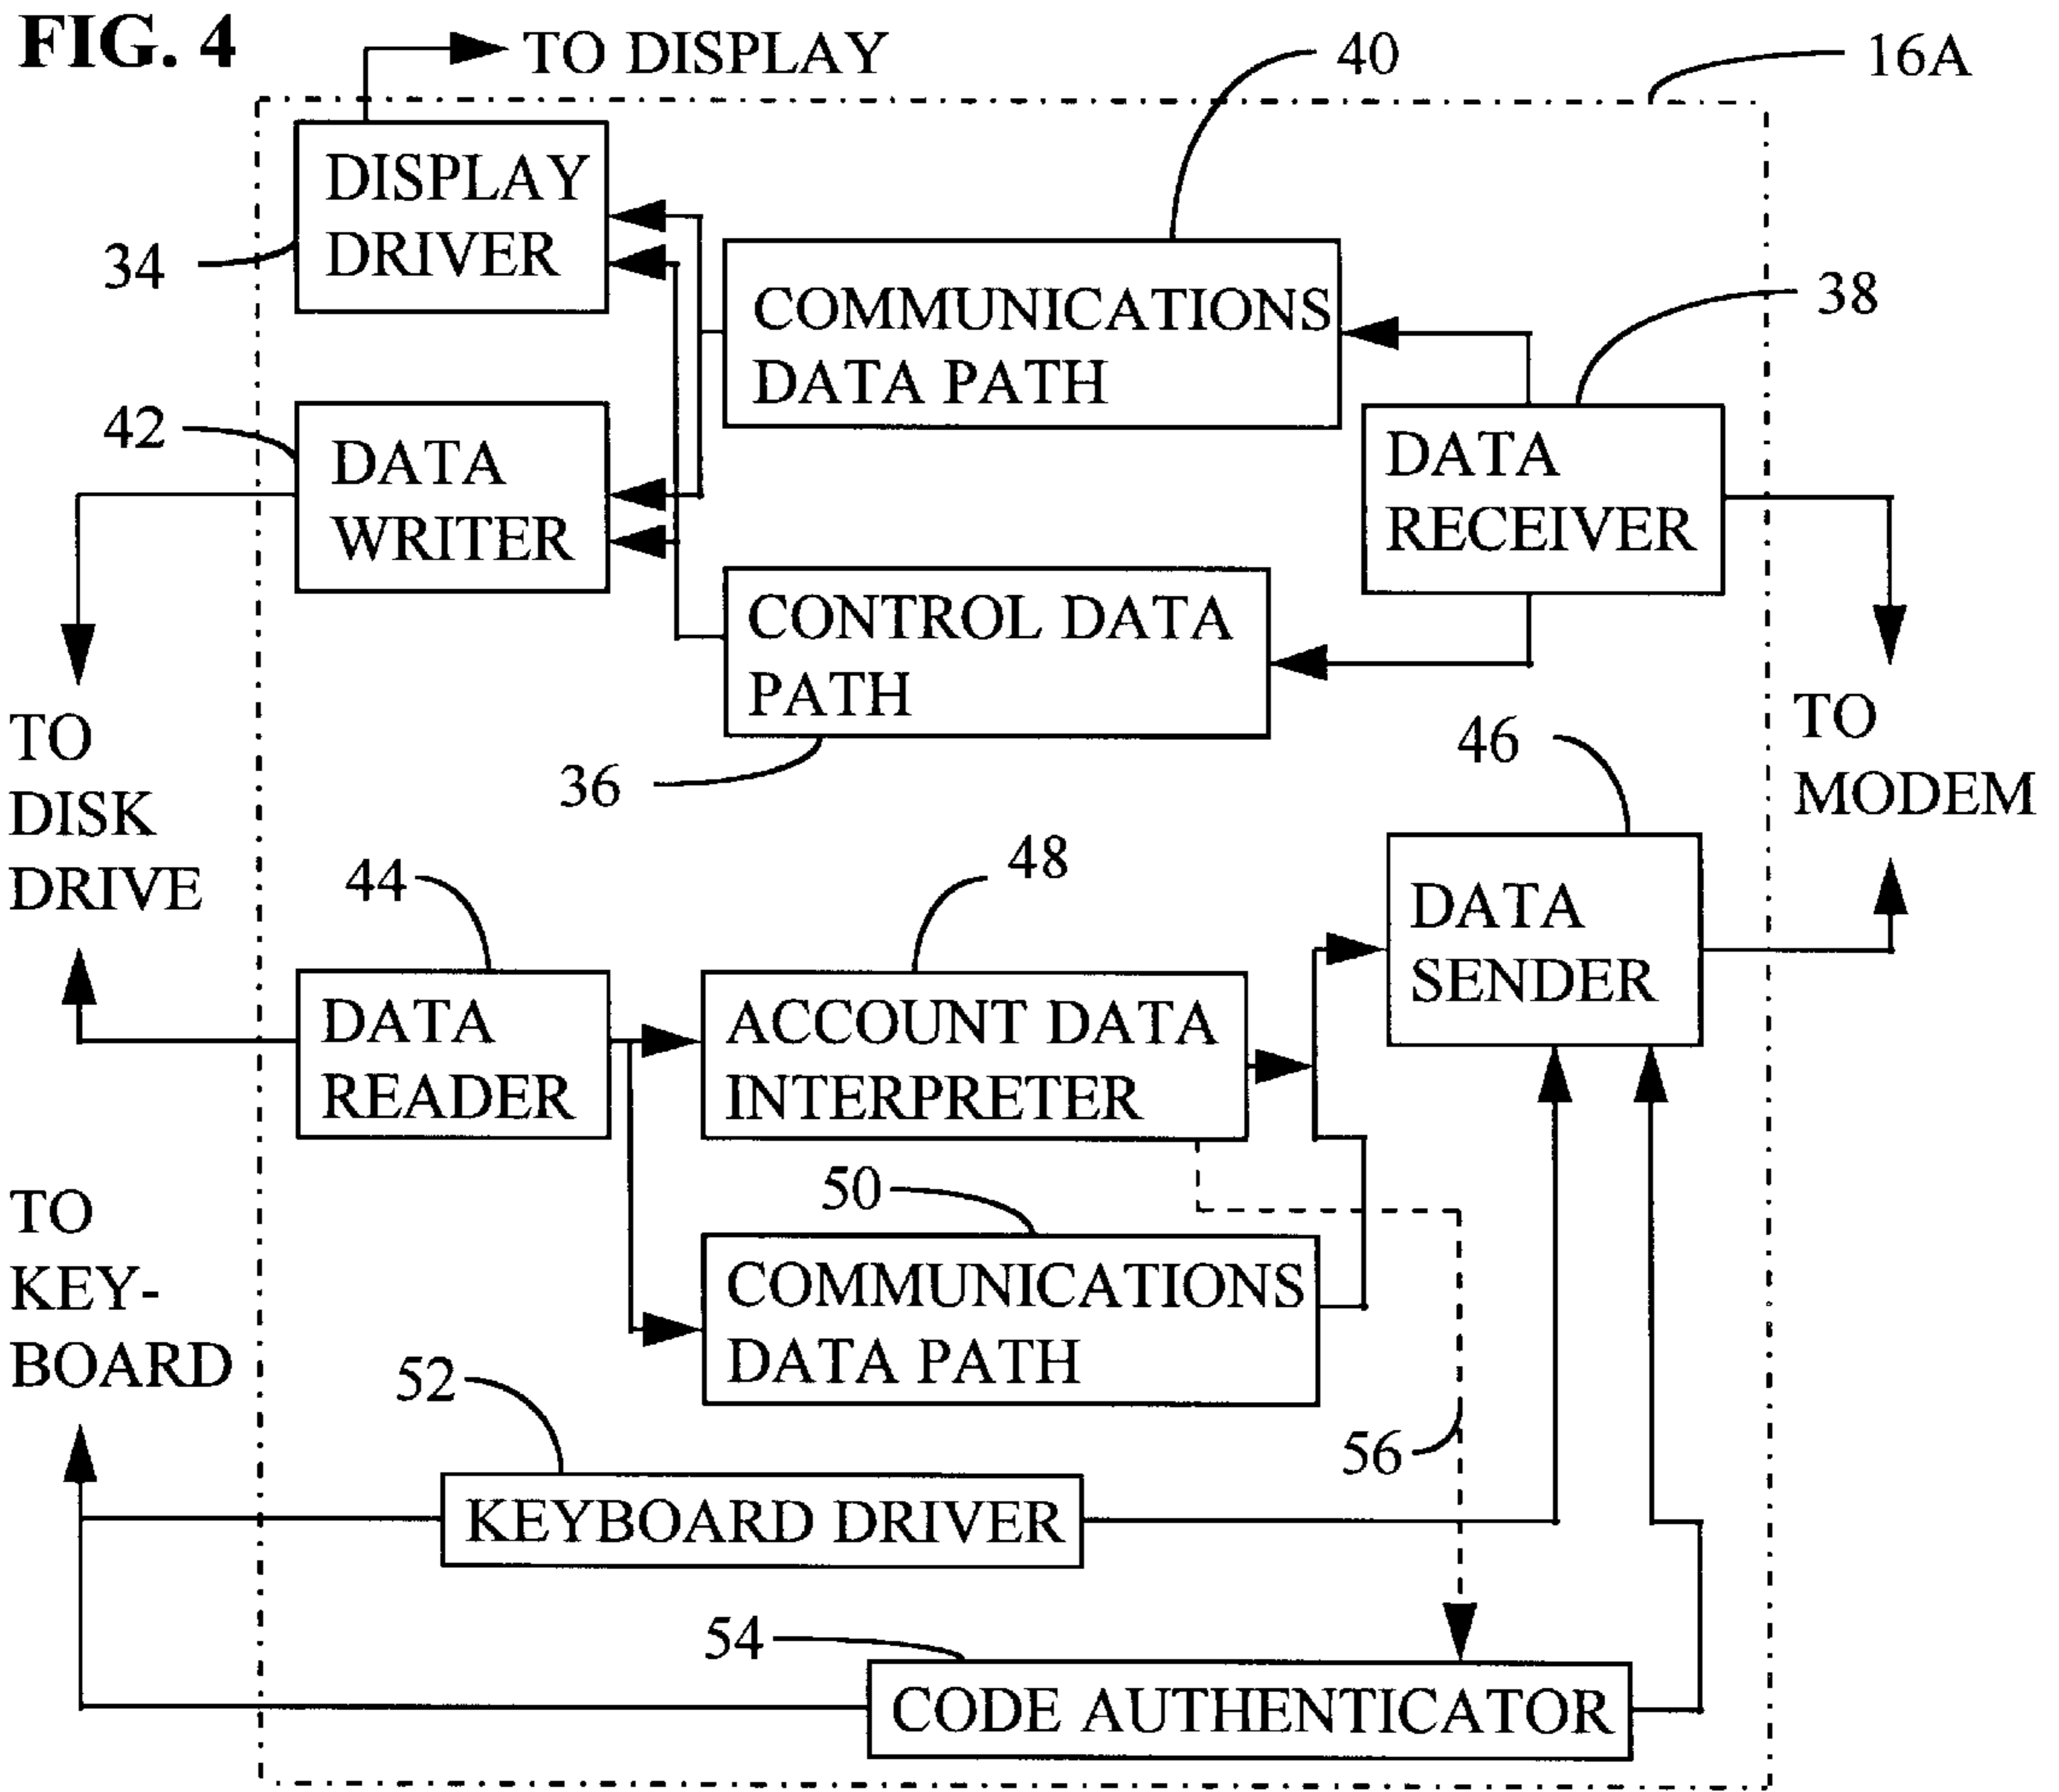 FIG. 4
TO DISPLAY
40
16A
DISPLAY
DRIVER
34
COMMUNICATIONS
DATA PATH
38
42
DATA
WRITER
DATA
RECEIVER
CONTROL DATA
PATH
36
TO
DISK
DRIVE
46
TO
MODEM
44
48
DATA
SENDER
DATA
READER
ACCOUNT DATA
INTERPRETER
50
TO
KEY-
BOARD
COMMUNICATIONS
DATA PATH
52
56
KEYBOARD DRIVER
54
CODE AUTHENTICATOR